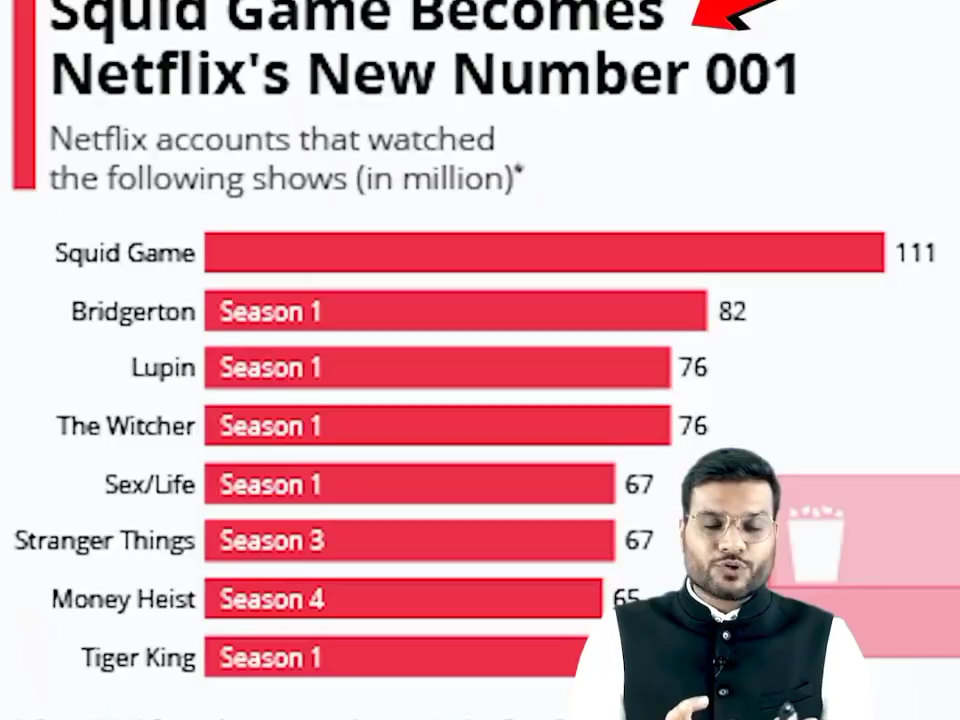 Squid Game Becomes
Netflix's New Number 001
Netflix accounts that watched
the following shows (in million)*
Squid Game 111
Bridgerton Season 1 82
Lupin Season 1 76
The Witcher Season 1 76
Sex/Life Season 1 67
Stranger Things Season 3 67
Money Heist Season 4 65
Tiger King Season 1